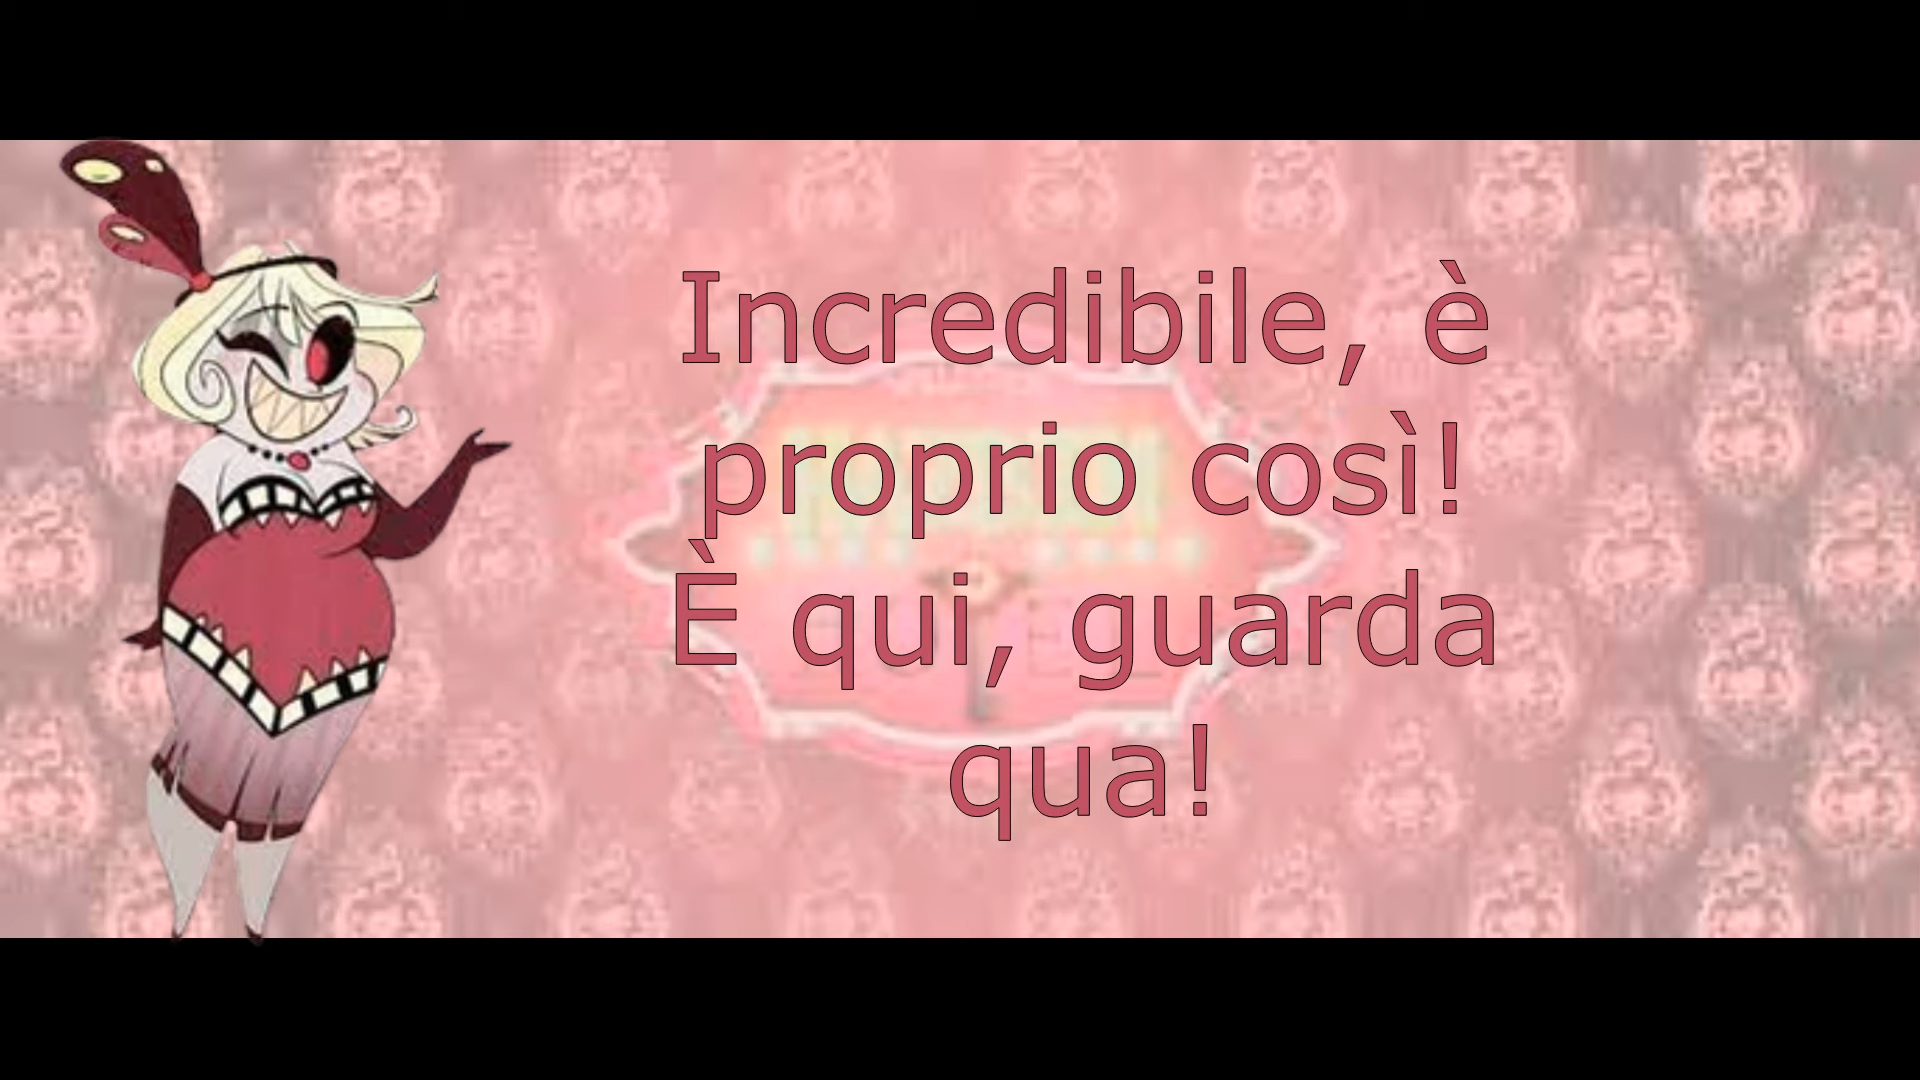 Incredibile, è
proprio così!
È qui, guarda
qua!